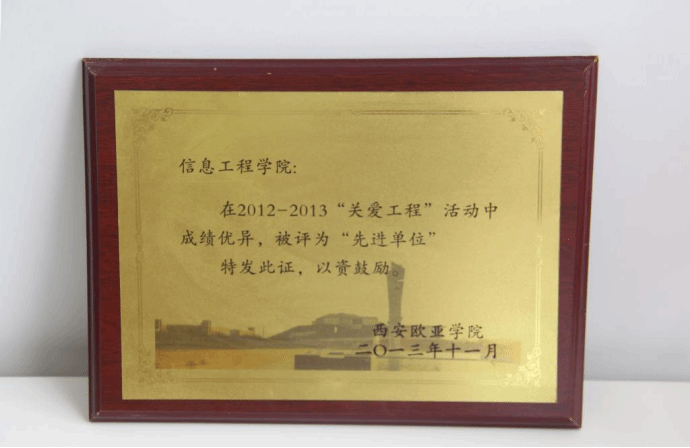 信息工程学院:
在2012-2013“关爱工程”活动中
成绩优异，被评为“先进单位”
特发此证，以资鼓励。
西安欧亚学院
二〇一三年十一月